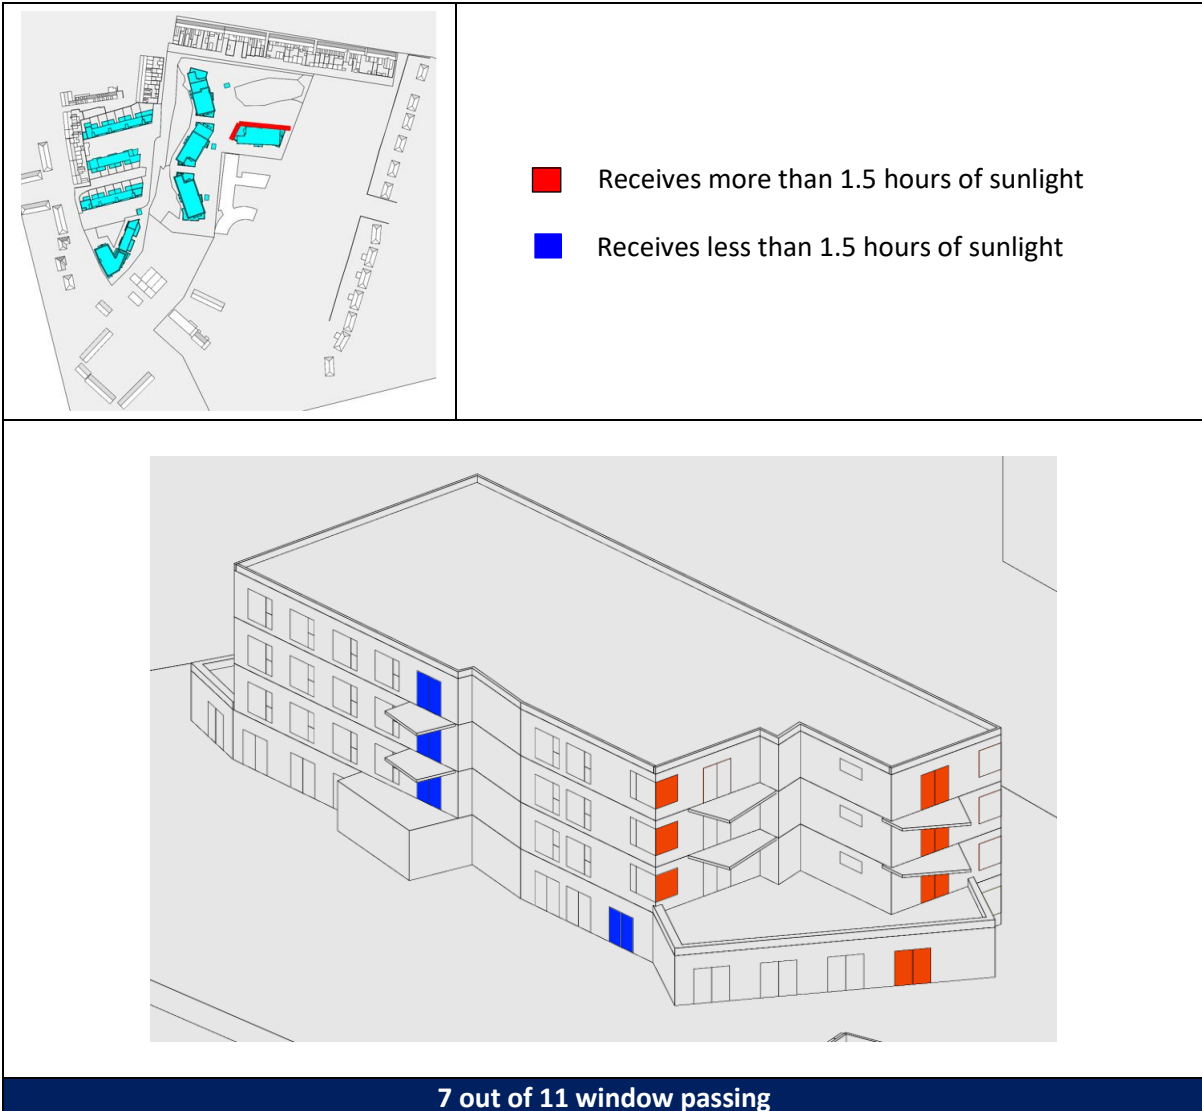 Receives more than 1.5 hours of sunlight
Receives less than 1.5 hours of sunlight
7 out of 11 window passing